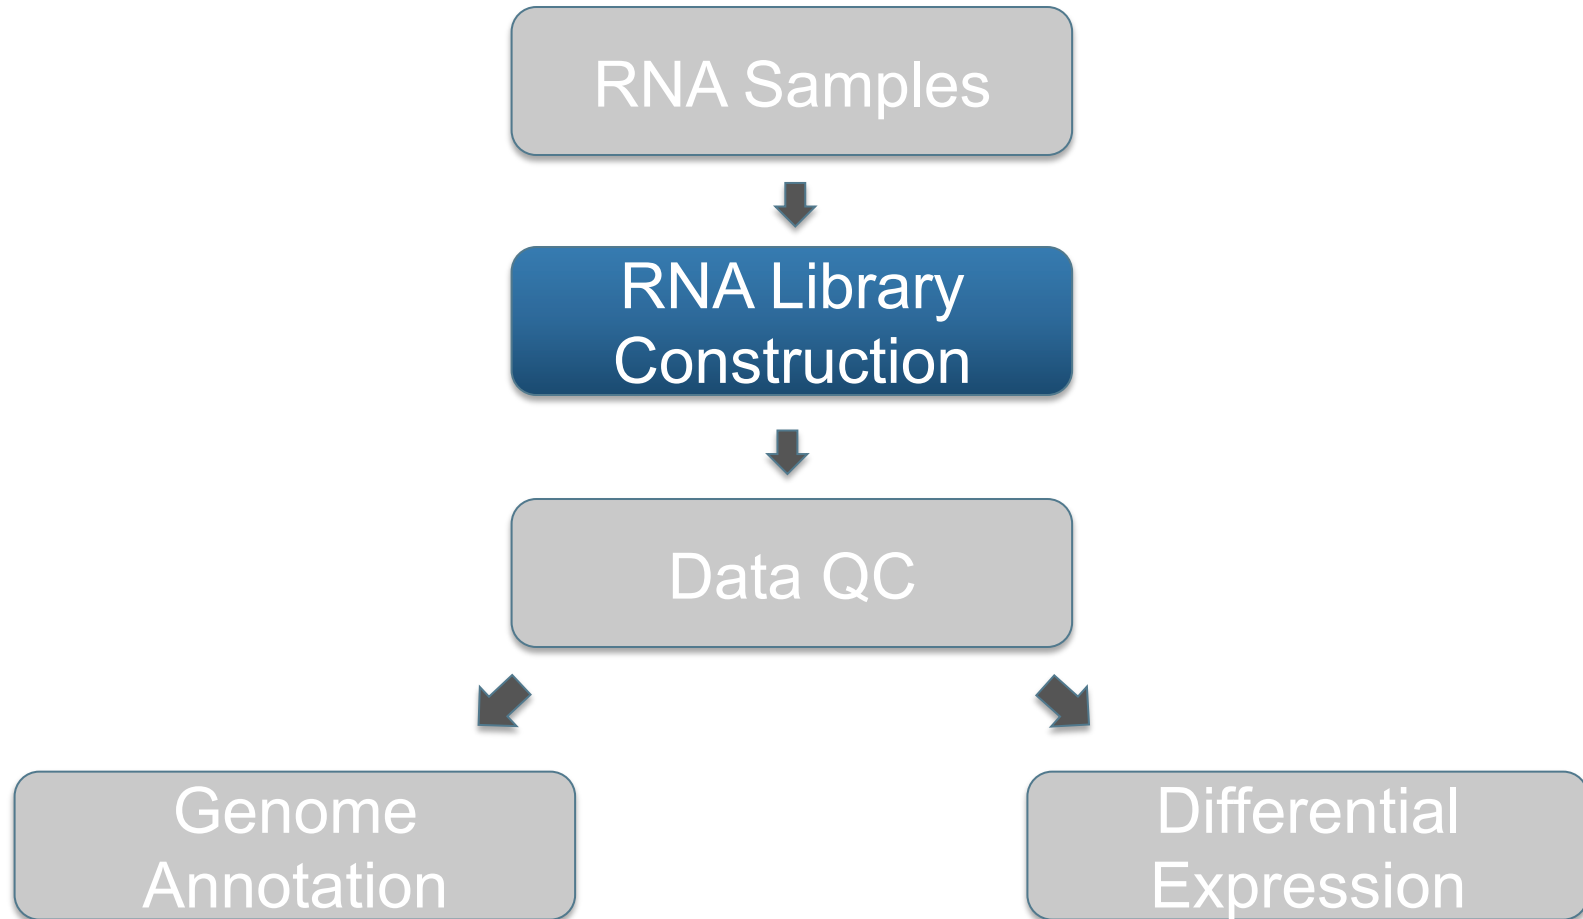 RNA Samples
RNA Library
Construction
Data QC
Genome
Annotation
Differential
Expression